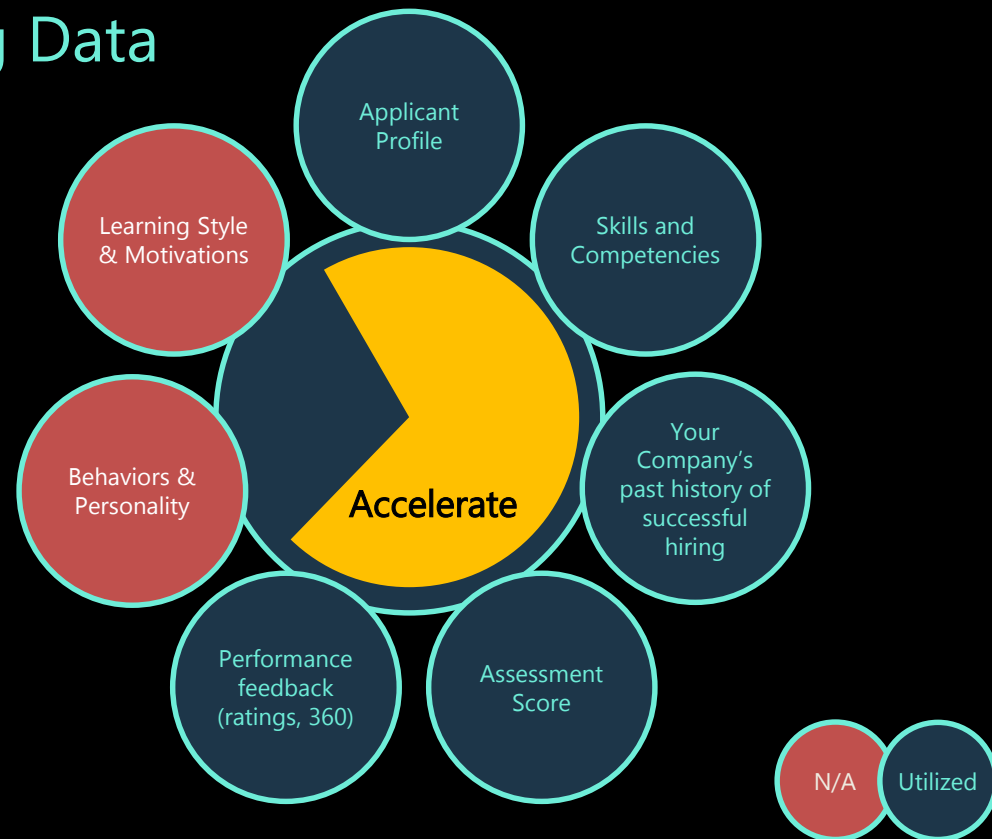 g Data
Applicant
Profile
Learning Style
& Motivations
Skills and
Competencies
Your
Company’s
past history of
successful
hiring
Behaviors &
Personality
Accelerate
Performance
feedback
(ratings, 360)
Assessment
Score
N/A
Utilized